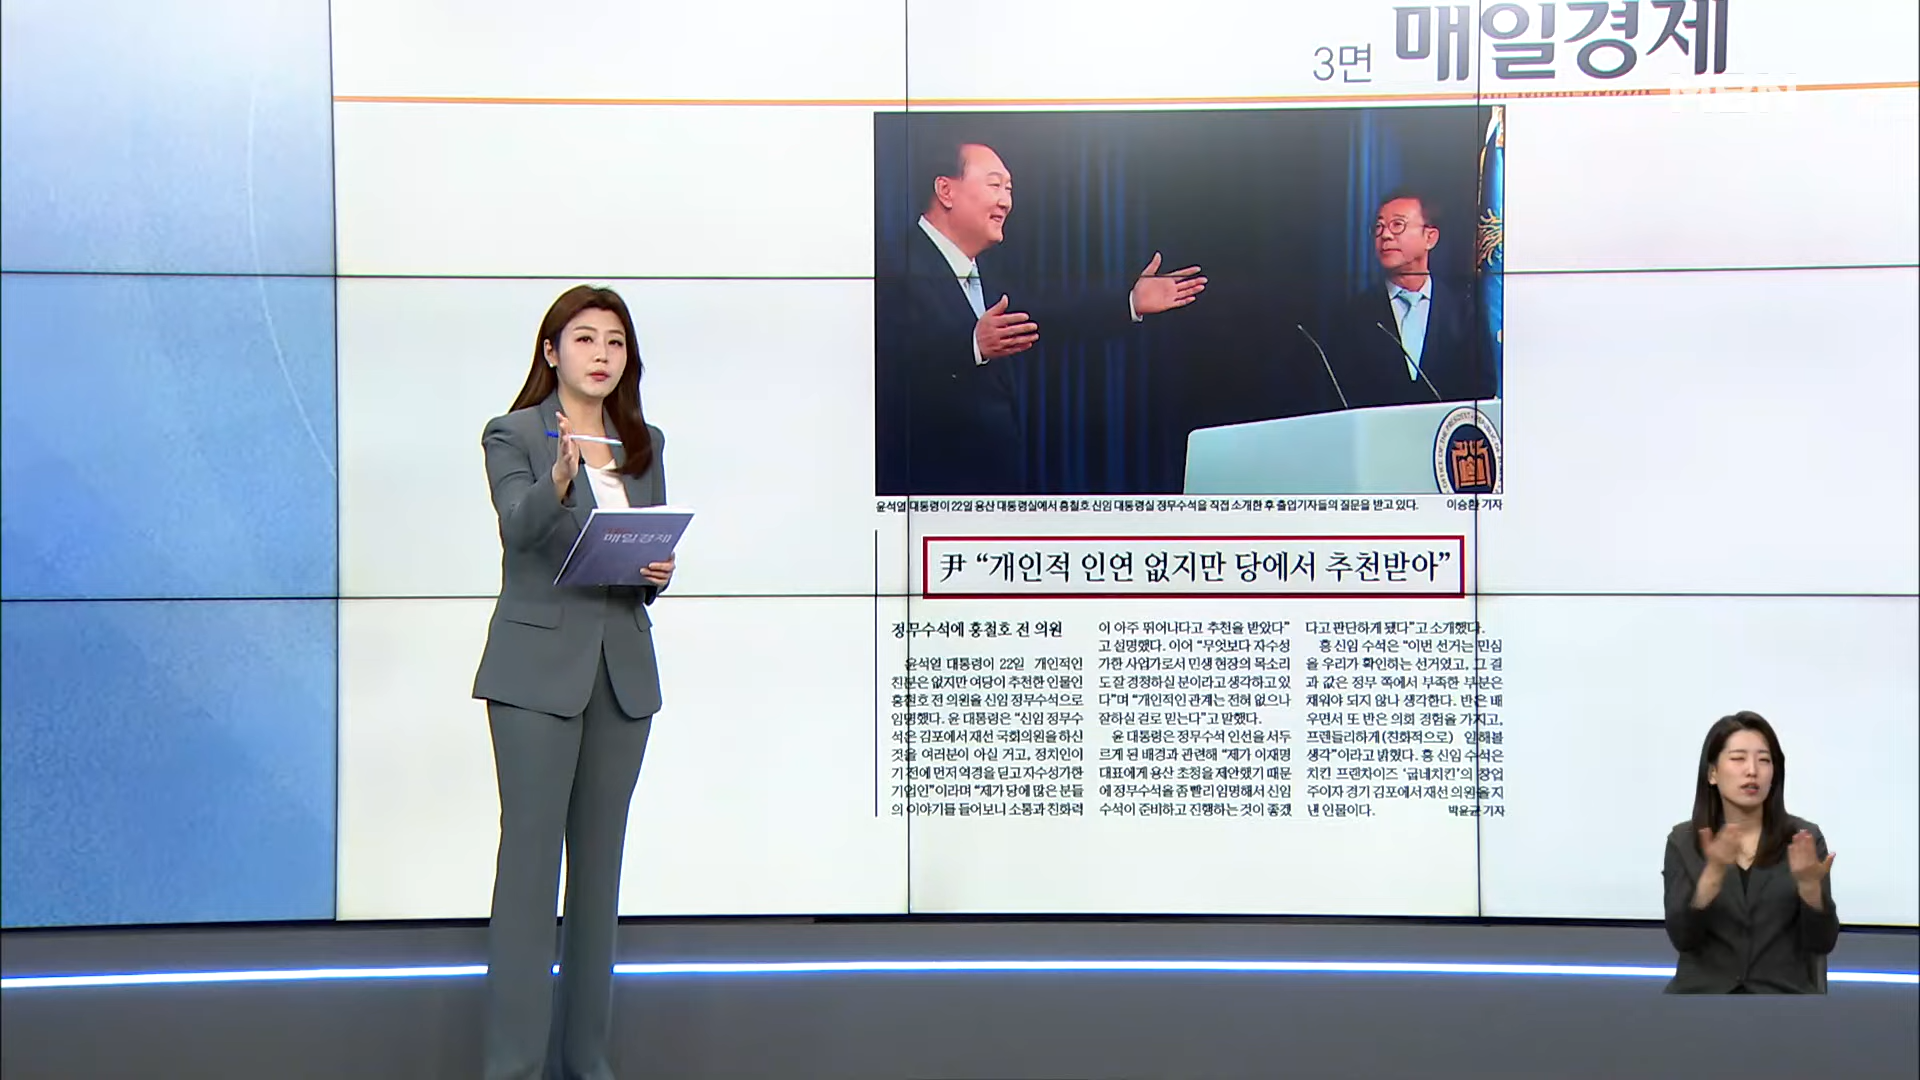 3면 매일경제
MBN
윤석열 대통령이 22일 용산 대통령실에서 홍철호 신임 대통령실 정무수석을 직접 소개한 후 출입기자들의 질문을 받고 있다. 이승환 기자
尹 “개인적 인연 없지만 당에서 추천받아”
정무수석에 홍철호 전 의원
윤석열 대통령이 22일 개인적인
친분은 없지만 여당이 추천한 인물인
홍철호 전 의원을 신임 정무수석으로
임명했다. 윤 대통령은 “신임 정무수
석은 김포에서 재선 국회의원을 하신
것을 여러분이 아실 거고, 정치인이
기 전에 먼저 역경을 딛고 자수성가한
기업인”이라며 “제가 당에 많은 분들
의 이야기를 들어보니 소통과 친화력
이 아주 뛰어나다고 추천을 받았다”
고 설명했다. 이어 “무엇보다 자수성
가한 사업가로서 민생 현장의 목소리
도 잘 경청하실 분이라고 생각하고 있
다”며 “개인적인 관계는 전혀 없으나
잘하실 걸로 믿는다”고 말했다.
윤 대통령은 정무수석 인선을 서두
르게 된 배경과 관련해 “제가 이재명
대표에게 용산 초청을 제안했기 때문
에 정무수석을 좀 빨리 임명해서 신임
수석이 준비하고 진행하는 것이 좋겠
다고 판단하게 됐다”고 소개했다.
홍 신임 수석은 “이번 선거는 민심
을 우리가 확인하는 선거였고, 그 결
과 값은 정무 쪽에서 부족한 부분은
채워야 되지 않나 생각한다. 반은 배
우면서 또 반은 의회 경험을 가지고,
프렌들리하게(친화적으로) 일해볼
생각”이라고 밝혔다. 홍 신임 수석은
치킨 프랜차이즈 ‘굽네치킨’의 창업
주이자 경기 김포에서 재선 의원을 지
낸 인물이다. 박윤균 기자
매일경제